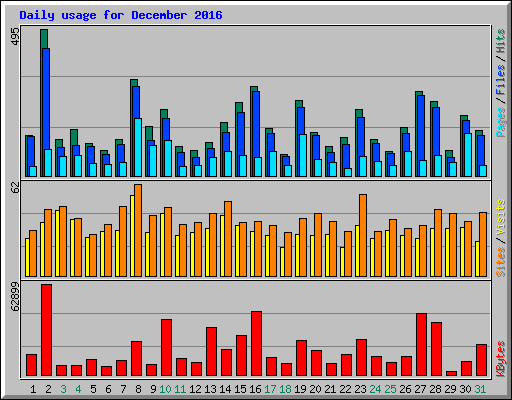 Daily usage for December 2016
495
Pages / Files / Hits
62
Sites / Visits
62899
KBytes
1 2 3 4 5 6 7 8 9 10 11 12 13 14 15 16 17 18 19 20 21 22 23 24 25 26 27 28 29 30 31